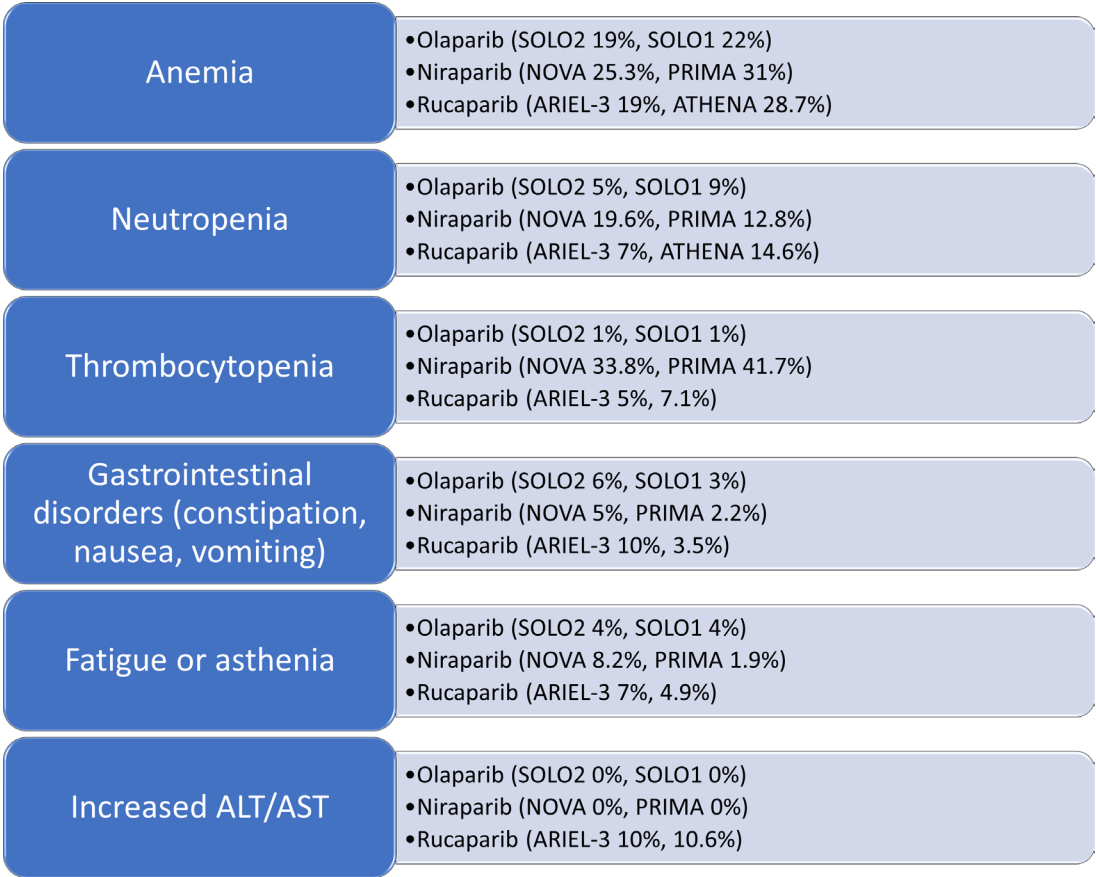 Anemia
•Olaparib (SOLO2 19%, SOLO1 22%)
•Niraparib (NOVA 25.3%, PRIMA 31%)
•Rucaparib (ARIEL-3 19%, ATHENA 28.7%)
Neutropenia
•Olaparib (SOLO2 5%, SOLO1 9%)
•Niraparib (NOVA 19.6%, PRIMA 12.8%)
•Rucaparib (ARIEL-3 7%, ATHENA 14.6%)
Thrombocytopenia
•Olaparib (SOLO2 1%, SOLO1 1%)
•Niraparib (NOVA 33.8%, PRIMA 41.7%)
•Rucaparib (ARIEL-3 5%, 7.1%)
Gastrointestinal
disorders (constipation,
nausea, vomiting)
•Olaparib (SOLO2 6%, SOLO1 3%)
•Niraparib (NOVA 5%, PRIMA 2.2%)
•Rucaparib (ARIEL-3 10%, 3.5%)
Fatigue or asthenia
•Olaparib (SOLO2 4%, SOLO1 4%)
•Niraparib (NOVA 8.2%, PRIMA 1.9%)
•Rucaparib (ARIEL-3 7%, 4.9%)
Increased ALT/AST
•Olaparib (SOLO2 0%, SOLO1 0%)
•Niraparib (NOVA 0%, PRIMA 0%)
•Rucaparib (ARIEL-3 10%, 10.6%)